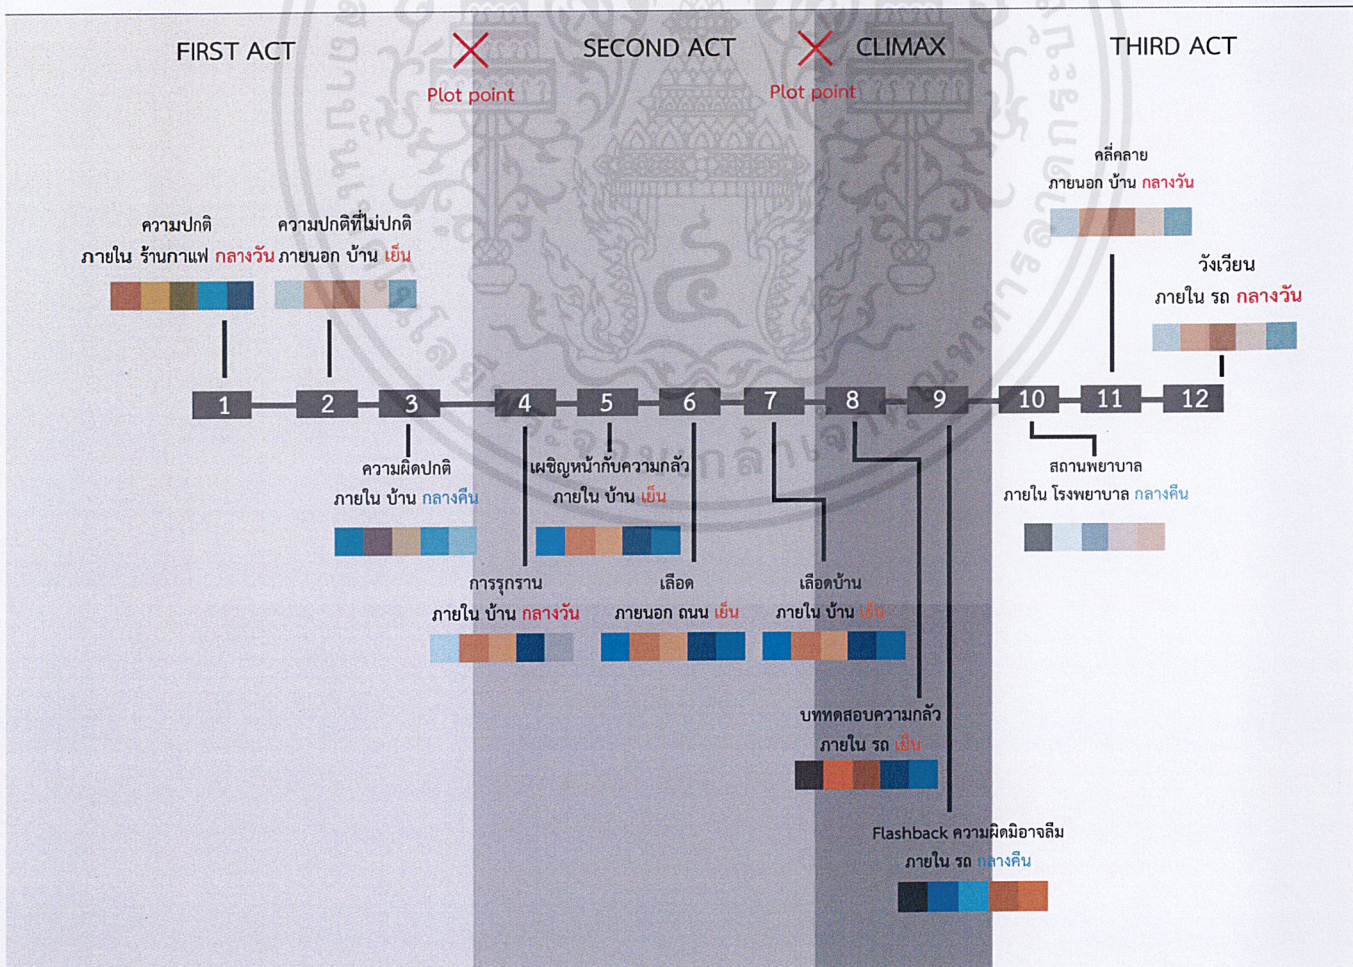 FIRST ACT
SECOND ACT
CLIMAX
THIRD ACT
Plot point
Plot point
คลี่คลาย
ภายนอก บ้าน กลางวัน
ความปกติ
ภายใน ร้านกาแฟ กลางวัน
ความปกติที่ไม่ปกติ
ภายนอก บ้าน เย็น
วังเวียน
ภายใน รถ กลางวัน
1
2
3
4
5
6
7
8
9
10
11
12
ความผิดปกติ
ภายใน บ้าน กลางคืน
เผชิญหน้ากับความกลัว
ภายใน บ้าน เย็น
สถานพยาบาล
ภายใน โรงพยาบาล กลางคืน
การรุกราน
ภายใน บ้าน กลางวัน
เลือด
ภายนอก ถนน เย็น
เลือดบ้าน
ภายใน บ้าน เย็น
บททดสอบความกลัว
ภายใน รถ เย็น
Flashback ความผิดมิอาจลืม
ภายใน รถ กลางคืน